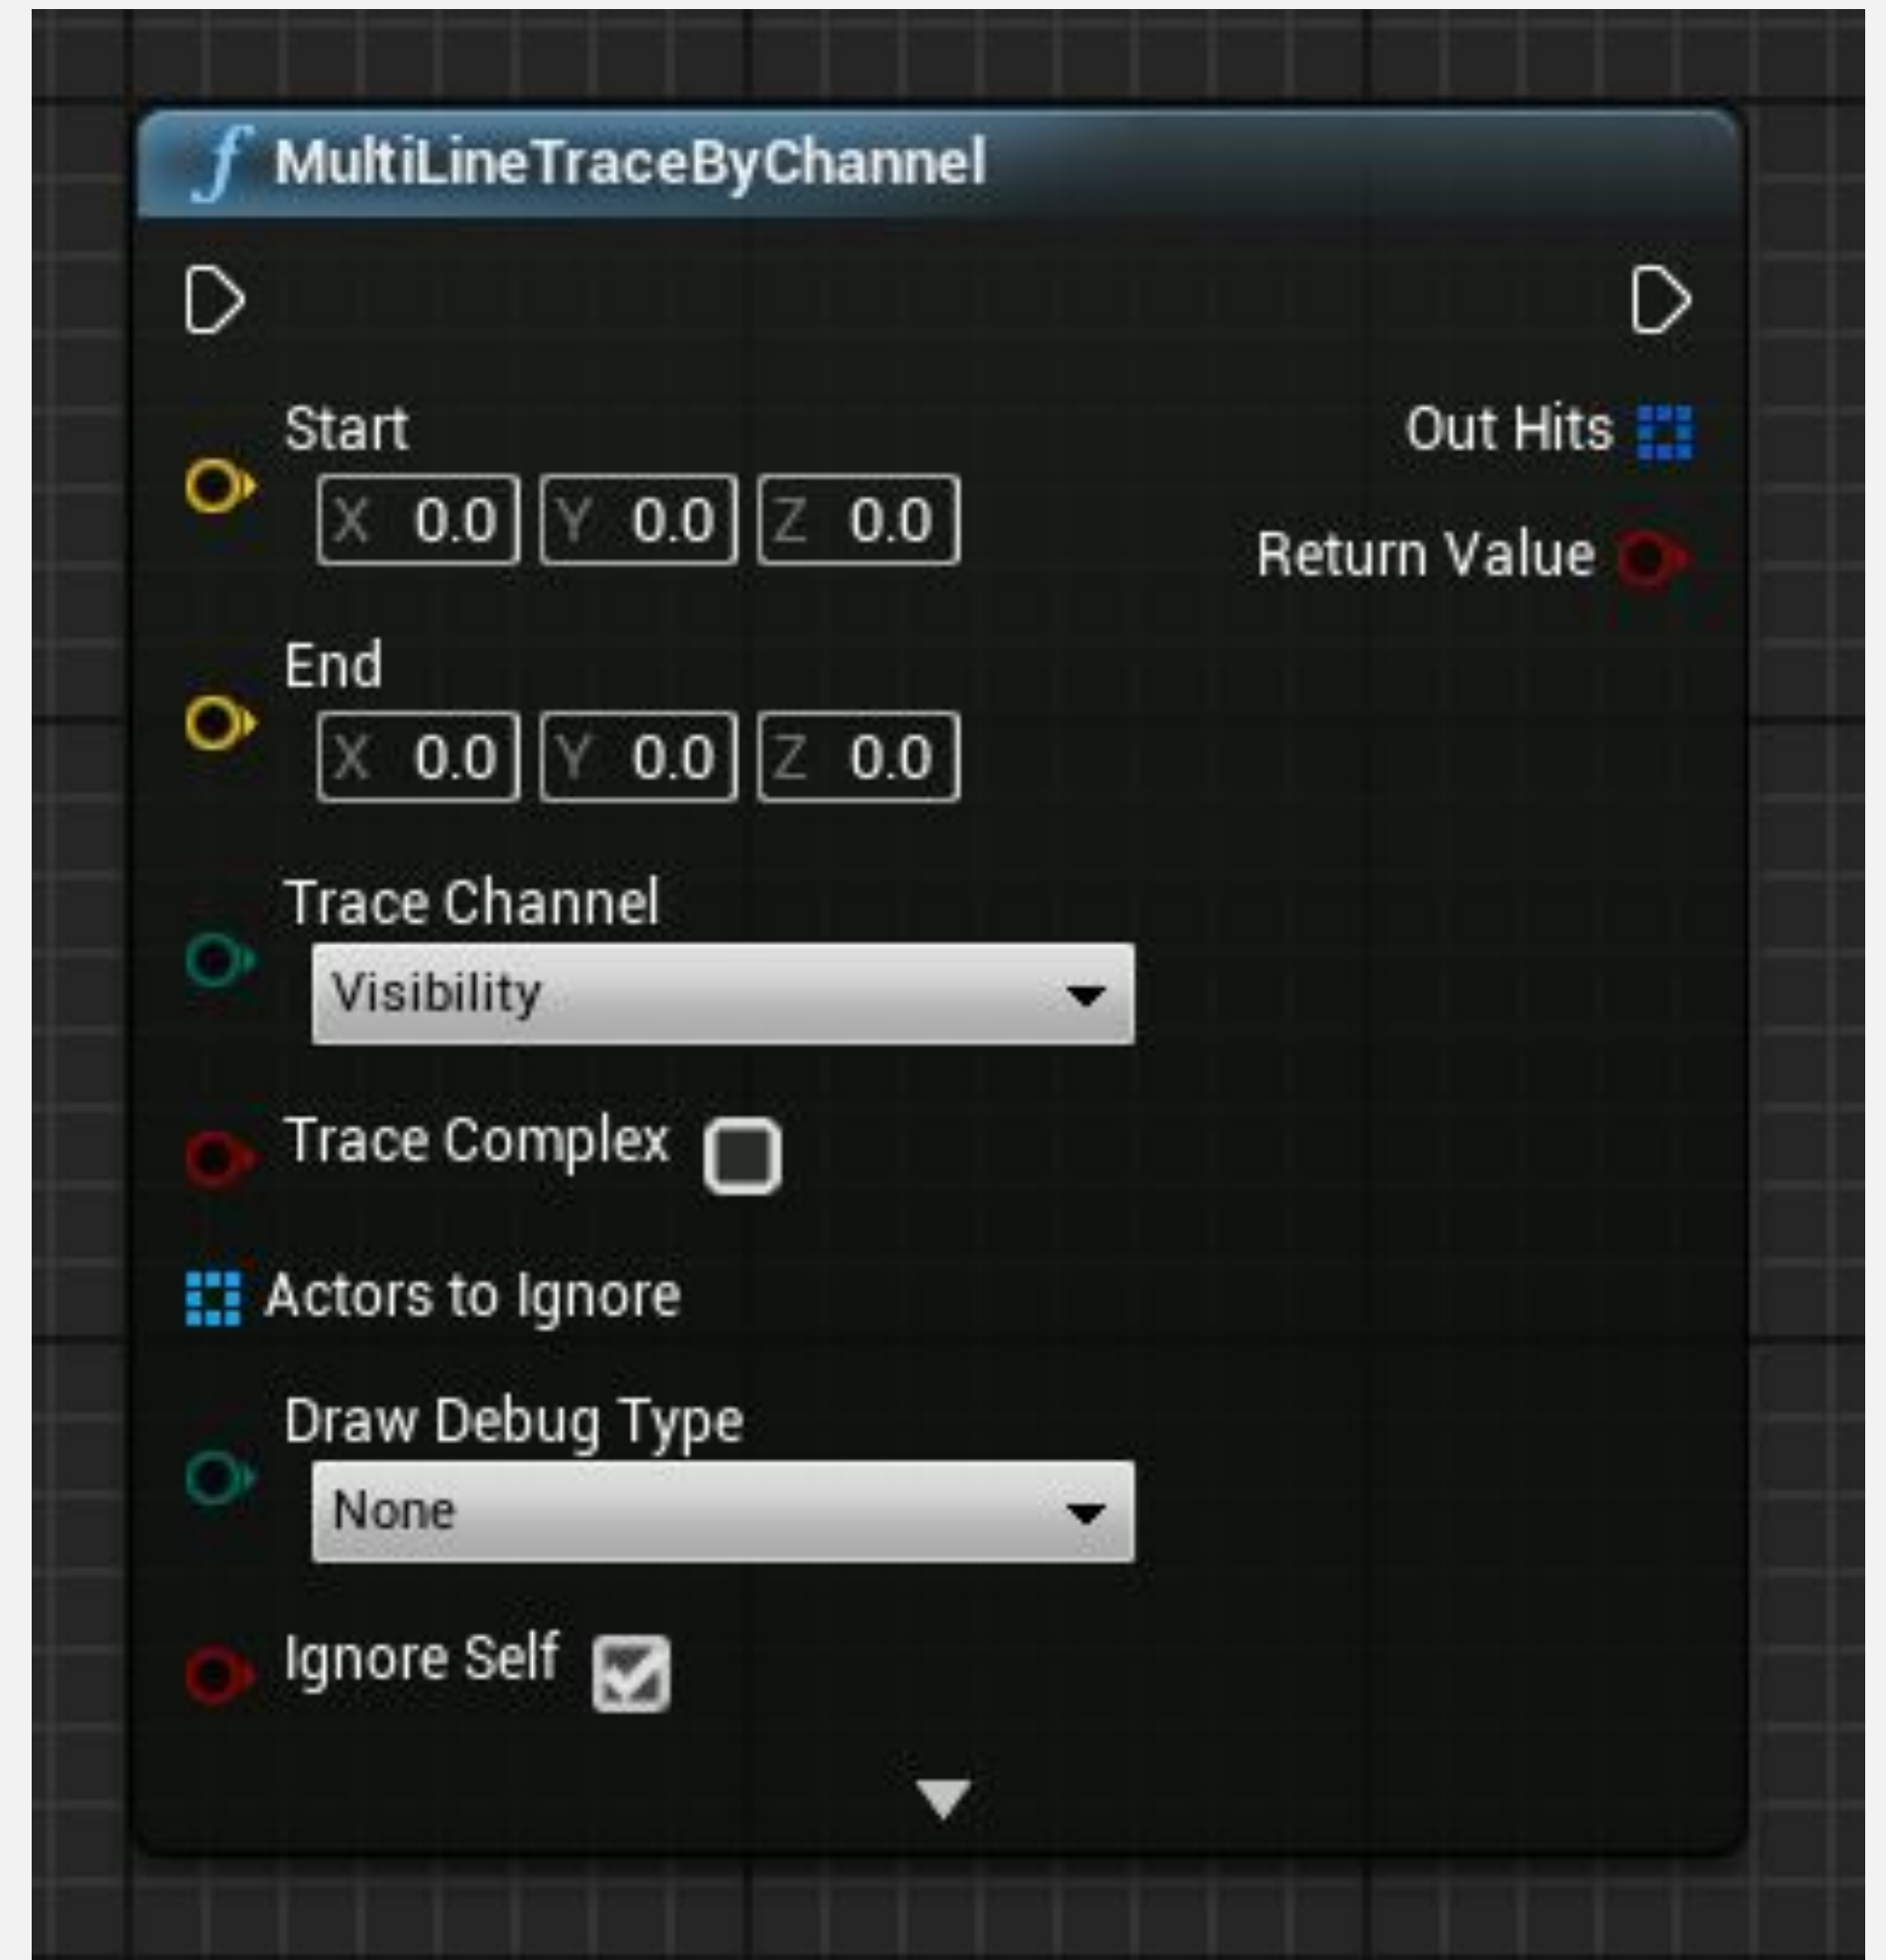 f MultiLineTraceByChannel
Start
X 0.0 Y 0.0 Z 0.0
Out Hits
Return Value
End
X 0.0 Y 0.0 Z 0.0
Trace Channel
Visibility
Trace Complex
Actors to Ignore
Draw Debug Type
None
Ignore Self